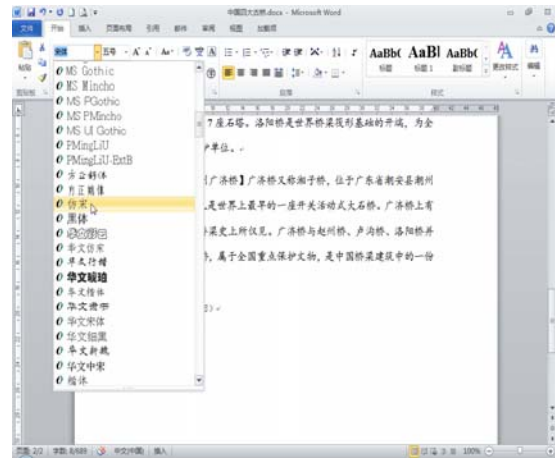 中国四大古桥.docx - Microsoft Word
文件 开始 插入 页面布局 引用 邮件 审阅 视图 加载项
五号
AaBbC AaBl AaBbC
标题 标题 1 副标题 更改样式 编辑
粘贴
剪贴板 段落 样式
MS Gothic
MS Mincho
MS PGothic
MS PMincho
MS UI Gothic
PMingLiU
PMingLiU-ExtB
方正舒体
方正姚体
仿宋
黑体
华文彩云
华文仿宋
华文行楷
华文琥珀
华文楷体
华文隶书
华文宋体
华文细黑
华文新魏
华文中宋
楷体
7 座石塔。洛阳桥是世界桥梁筏形基础的开端，为全
护单位。
广济桥】广济桥又称湘子桥，位于广东省潮安县潮州
是世界上最早的一座开关活动式大石桥。广济桥上有
桥梁史上所仅见。广济桥与赵州桥、卢沟桥、洛阳桥并
，属于全国重点保护文物，是中国桥梁建筑中的一份
页面: 2/2 字数: 8/689 中文(中国) 插入 100%